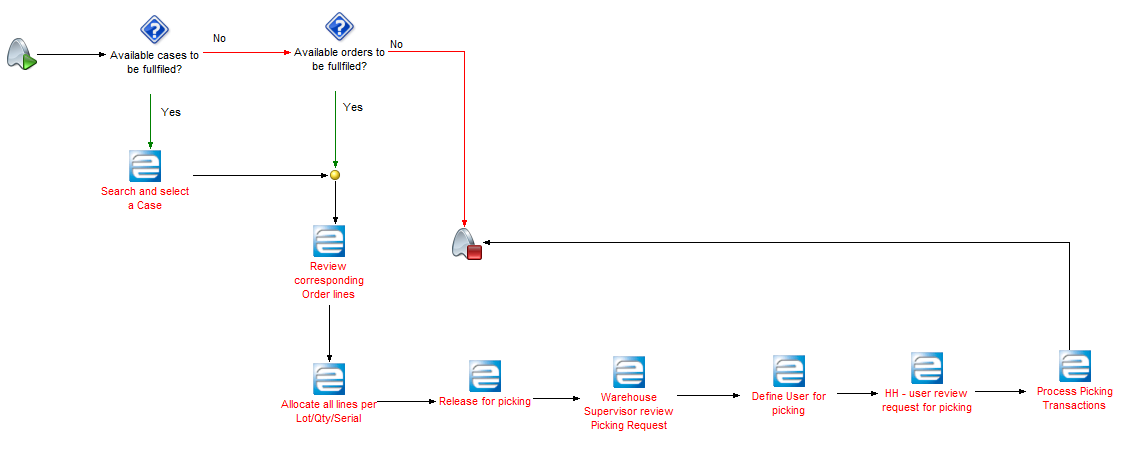 Available cases to
be fullfiled?
No
Available orders to
be fullfiled?
No
Yes
Yes
Search and select
a Case
Review
corresponding
Order lines
Allocate all lines per
Lot/Qty/Serial
Release for picking
Warehouse
Supervisor review
Picking Request
Define User for
picking
HH - user review
request for picking
Process Picking
Transactions